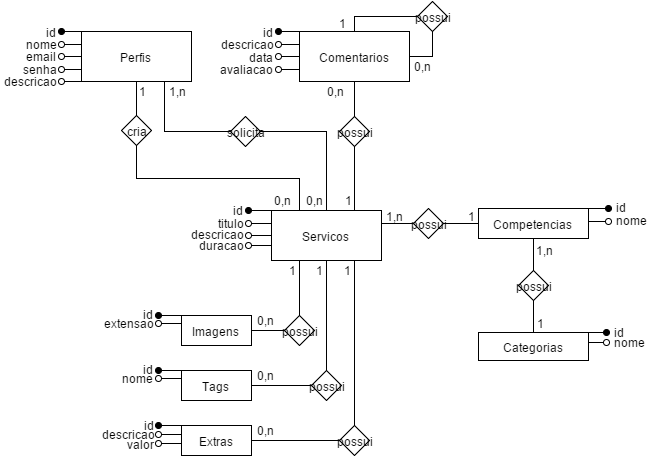 id
nome
email
senha
descricao
Perfis
1
1,n
cria
solicita
id
descricao
data
avaliacao
Comentarios
1
possui
0,n
0,n
possui
0,n
0,n
1
id
titulo
descricao
duracao
Servicos
1,n
possui
1
Competencias
id
nome
1,n
possui
1
Categorias
id
nome
1
1
1
id
extensao
Imagens
0,n
possui
id
nome
Tags
0,n
possui
id
descricao
valor
Extras
0,n
possui